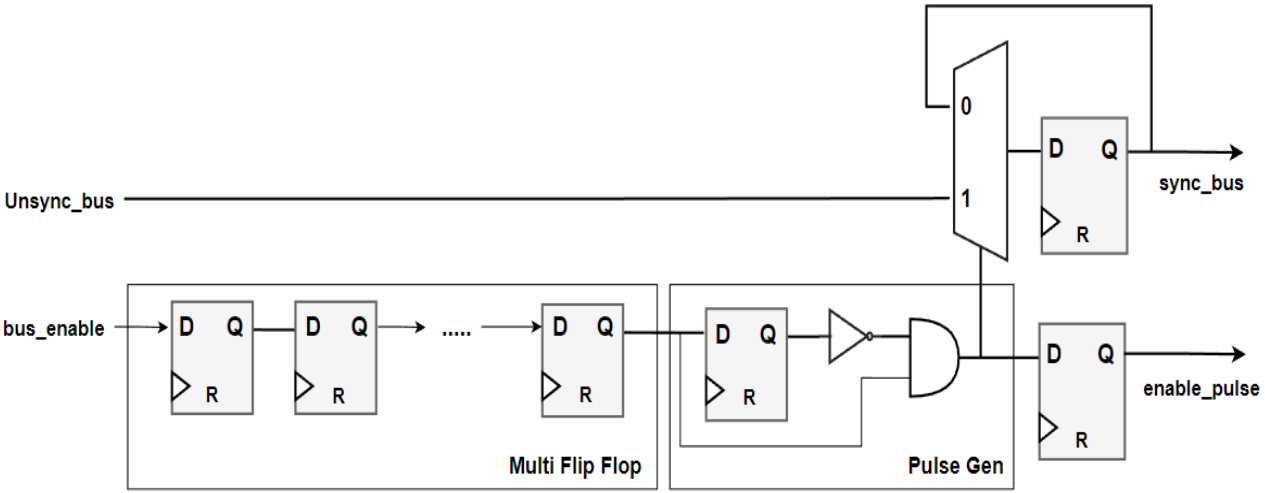 0
D Q
sync_bus
Unsync_bus
1
R
bus_enable
D Q
D Q
.....
D Q
D Q
D Q
R
R
R
R
enable_pulse
R
Multi Flip Flop
Pulse Gen